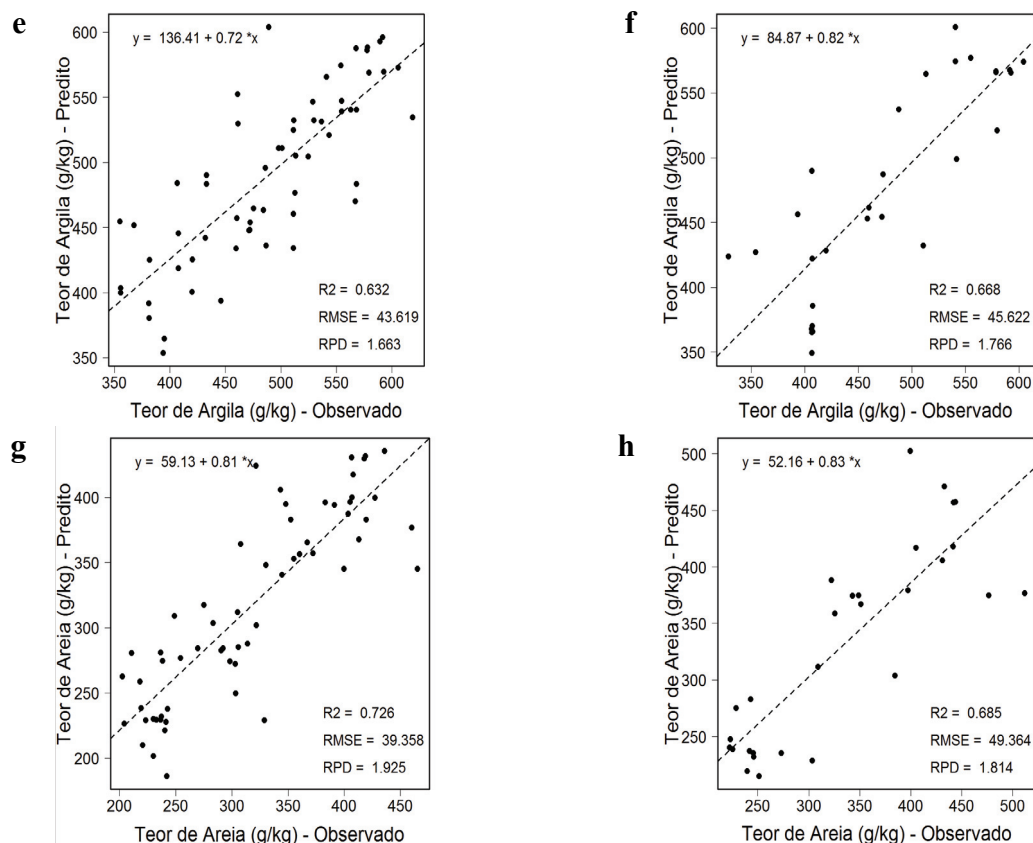 e
y = 136.41 + 0.72 *x
Teor de Argila (g/kg) - Predito
600
550
500
450
400
350
R2 = 0.632
RMSE = 43.619
RPD = 1.663
350 400 450 500 550 600
Teor de Argila (g/kg) - Observado
f
y = 84.87 + 0.82 *x
Teor de Argila (g/kg) - Predito
600
550
500
450
400
350
R2 = 0.668
RMSE = 45.622
RPD = 1.766
350 400 450 500 550 600
Teor de Argila (g/kg) - Observado
g
y = 59.13 + 0.81 *x
Teor de Areia (g/kg) - Predito
400
350
300
250
200
R2 = 0.726
RMSE = 39.358
RPD = 1.925
200 250 300 350 400 450
Teor de Areia (g/kg) - Observado
h
y = 52.16 + 0.83 *x
Teor de Areia (g/kg) - Predito
500
450
400
350
300
250
R2 = 0.685
RMSE = 49.364
RPD = 1.814
250 300 350 400 450 500
Teor de Areia (g/kg) - Observado